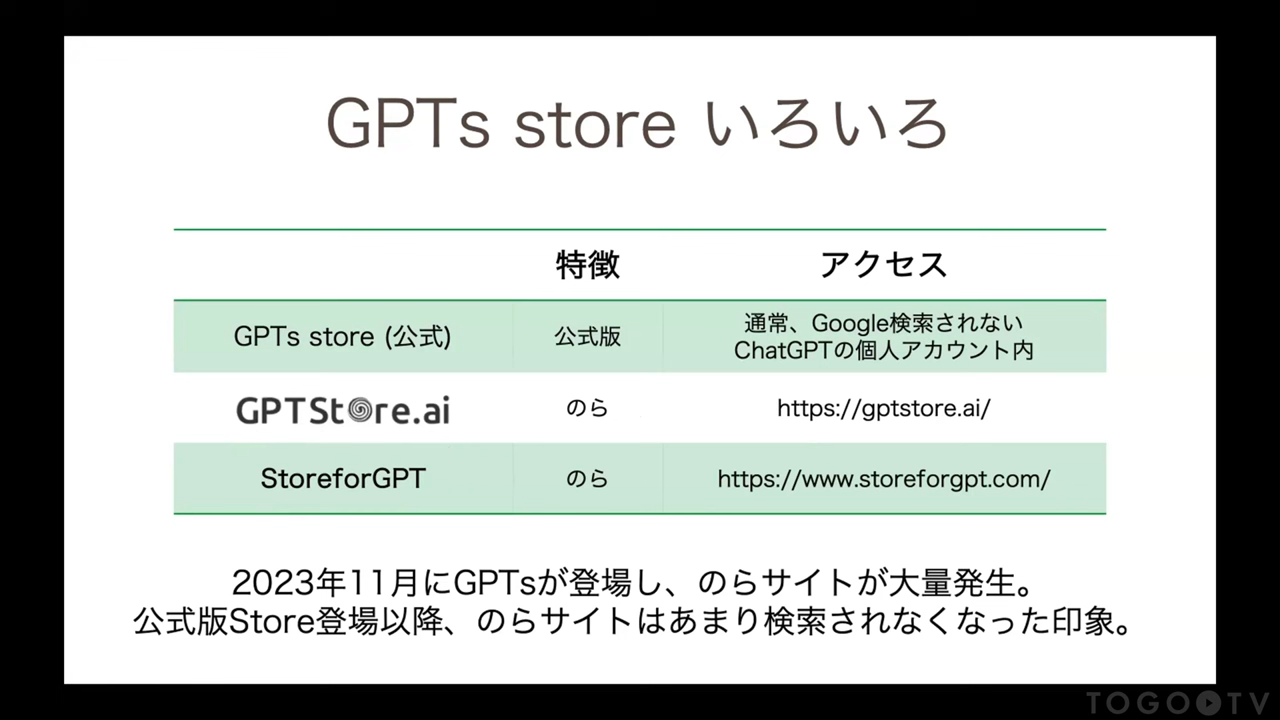 GPTs store いろいろ
特徴 アクセス
GPTs store (公式) 公式版 通常、Google検索されない
ChatGPTの個人アカウント内
GPTStore.ai のら https://gptstore.ai/
StoreforGPT のら https://www.storeforgpt.com/
2023年11月にGPTsが登場し、のらサイトが大量発生。
公式版Store登場以降、のらサイトはあまり検索されなくなった印象。
TOGOTV